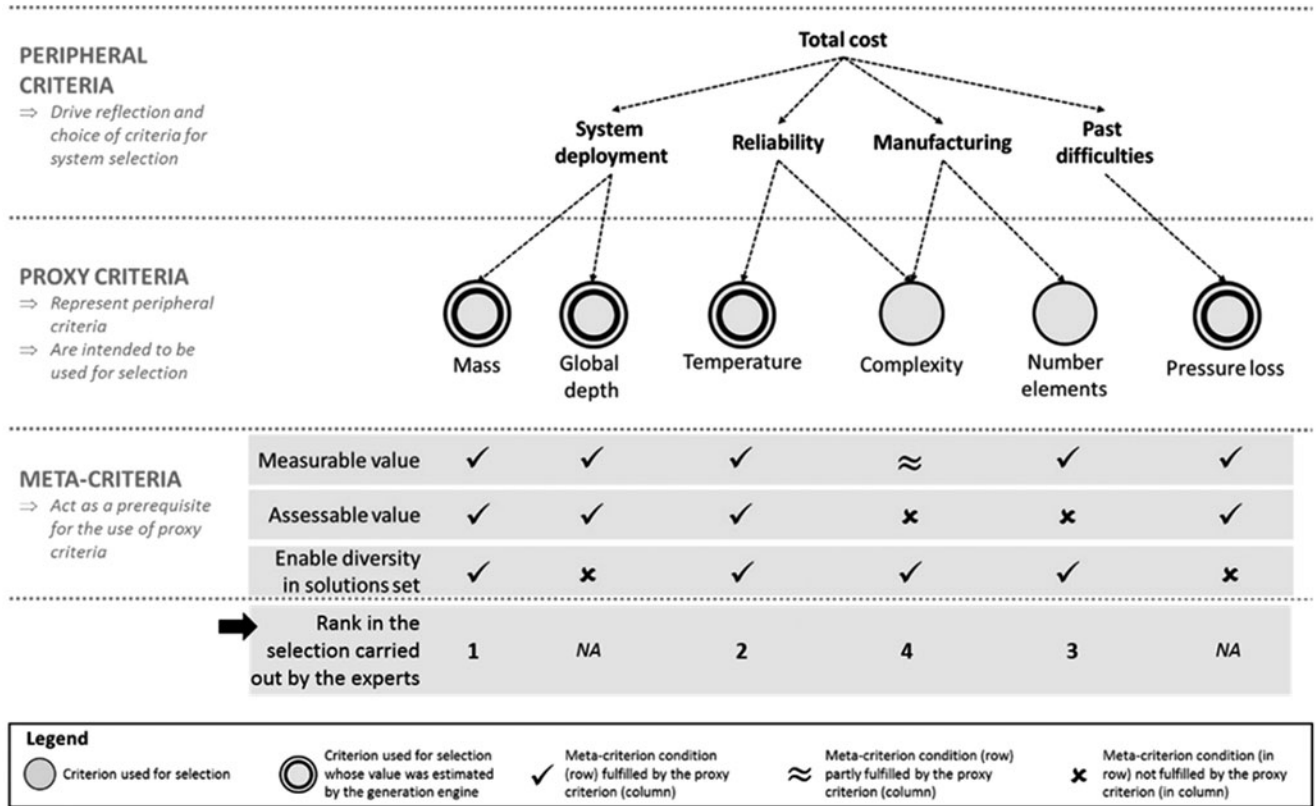 Total cost
PERIPHERAL
CRITERIA
⇒ Drive reflection and
choice of criteria for
system selection
System
deployment
Reliability
Manufacturing
Past
difficulties
PROXY CRITERIA
⇒ Represent peripheral
criteria
⇒ Are intended to be
used for selection
Mass
Global
depth
Temperature
Complexity
Number
elements
Pressure loss
META-CRITERIA
⇒ Act as a prerequisite
for the use of proxy
criteria
Measurable value ✓ ✓ ✓ ≈ ✓ ✓
Assessable value ✓ ✓ ✓ ✘ ✘ ✓
Enable diversity
in solutions set ✓ ✘ ✓ ✓ ✓ ✘
Rank in the
selection carried
out by the experts
1 NA 2 4 3 NA
Legend
Criterion used for selection
Criterion used for selection
whose value was estimated
by the generation engine
✓ Meta-criterion condition
(row) fulfilled by the proxy
criterion (column)
≈ Meta-criterion condition (row)
partly fulfilled by the proxy
criterion (column)
✘ Meta-criterion condition (in
row) not fulfilled by the proxy
criterion (in column)